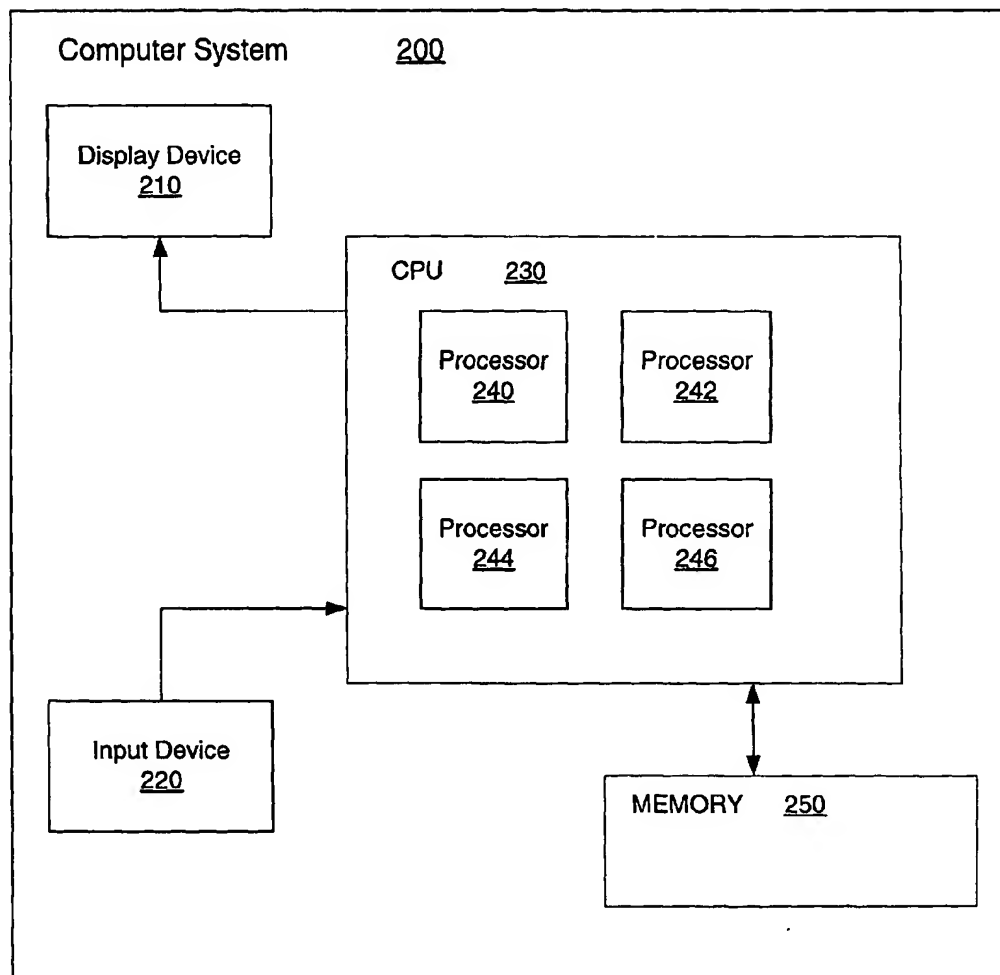 Computer System 200
Display Device
210
CPU 230
Processor
240
Processor
242
Processor
244
Processor
246
Input Device
220
MEMORY 250